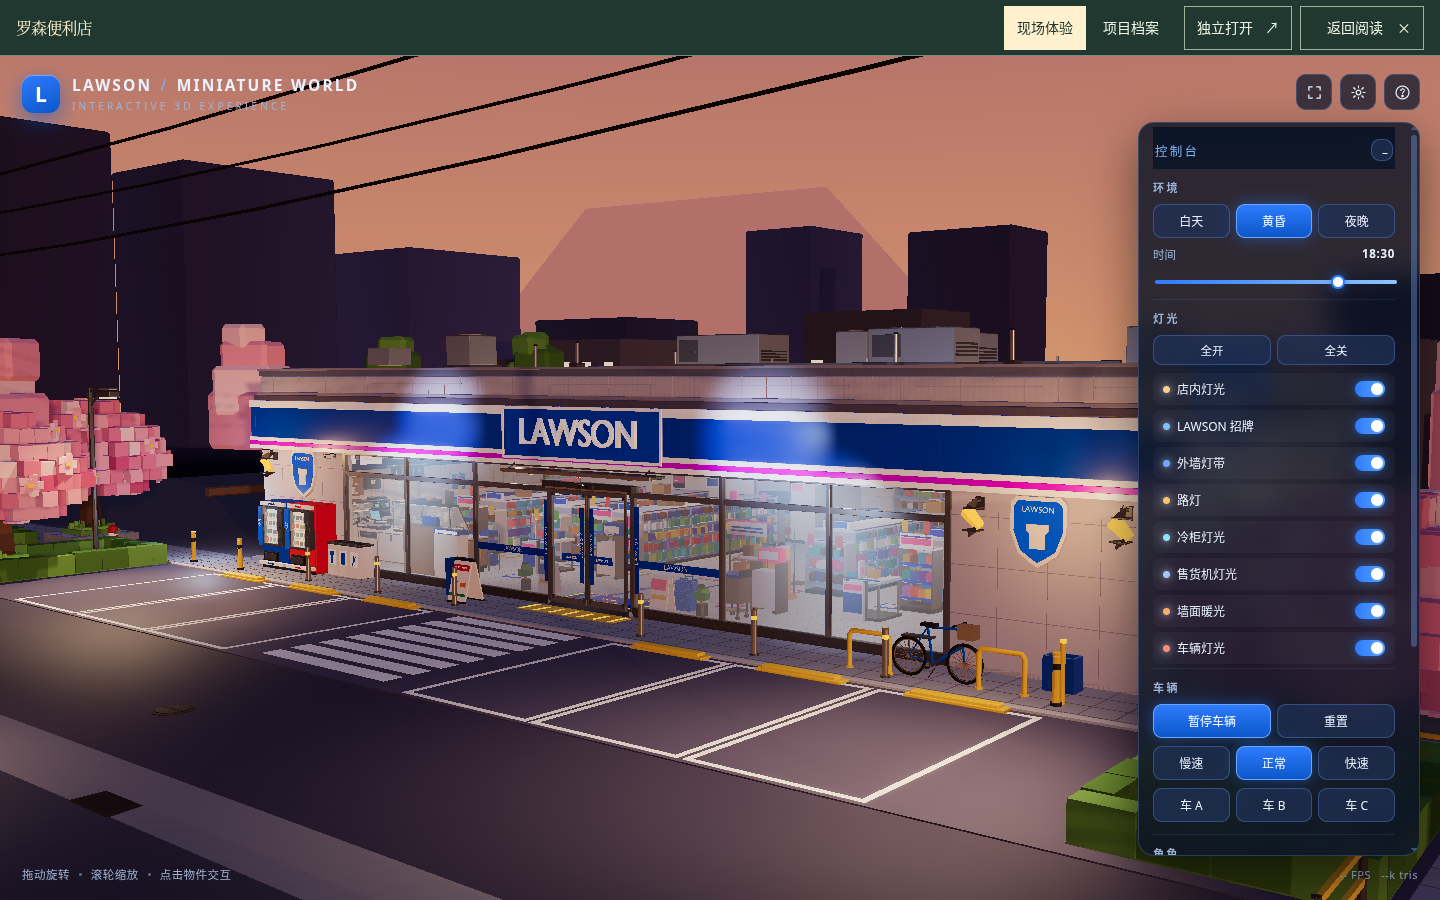 罗森便利店
现场体验 项目档案 独立打开 ↗ 返回阅读 ×
L
LAWSON / MINIATURE WORLD
INTERACTIVE 3D EXPERIENCE
控制台 –
环境
白天 黄昏 夜晚
时间 18:30
灯光
全开 全关
店内灯光
LAWSON 招牌
外墙灯带
路灯
冷柜灯光
售货机灯光
墙面暖光
车辆灯光
车辆
暂停车辆 重置
慢速 正常 快速
车 A 车 B 车 C
角色
LAWSON
LAWSON
LAWSON
LAWSON
LAWSON
拖动旋转 • 滚轮缩放 • 点击物件交互
-- FPS --k tris